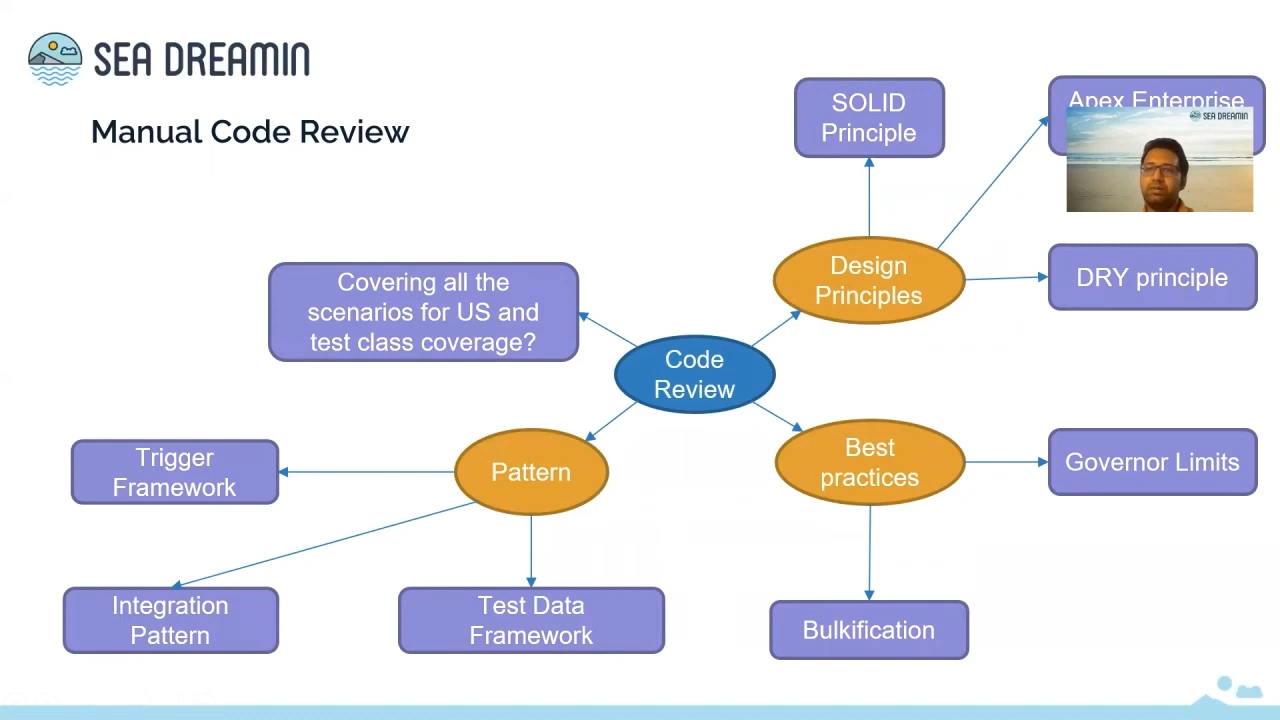 SEA DREAMIN
Manual Code Review
SOLID
Principle
Apex Enterprise
SEA DREAMIN
Design
Principles
DRY principle
Covering all the
scenarios for US and
test class coverage?
Code
Review
Trigger
Framework
Pattern
Best
practices
Governor Limits
Integration
Pattern
Test Data
Framework
Bulkification